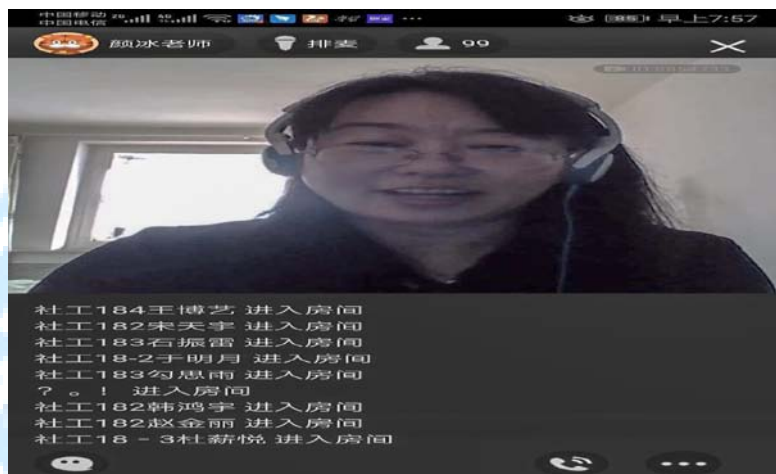 中国移动
中国电信
早上7:57
颜冰老师
排麦
99
社工184王博艺 进入房间
社工182宋天宇 进入房间
社工183石振雷 进入房间
社工18-2于明月 进入房间
社工183勾思雨 进入房间
？。！ 进入房间
社工182韩鸿宇 进入房间
社工182赵金丽 进入房间
社工18－3杜薪悦 进入房间